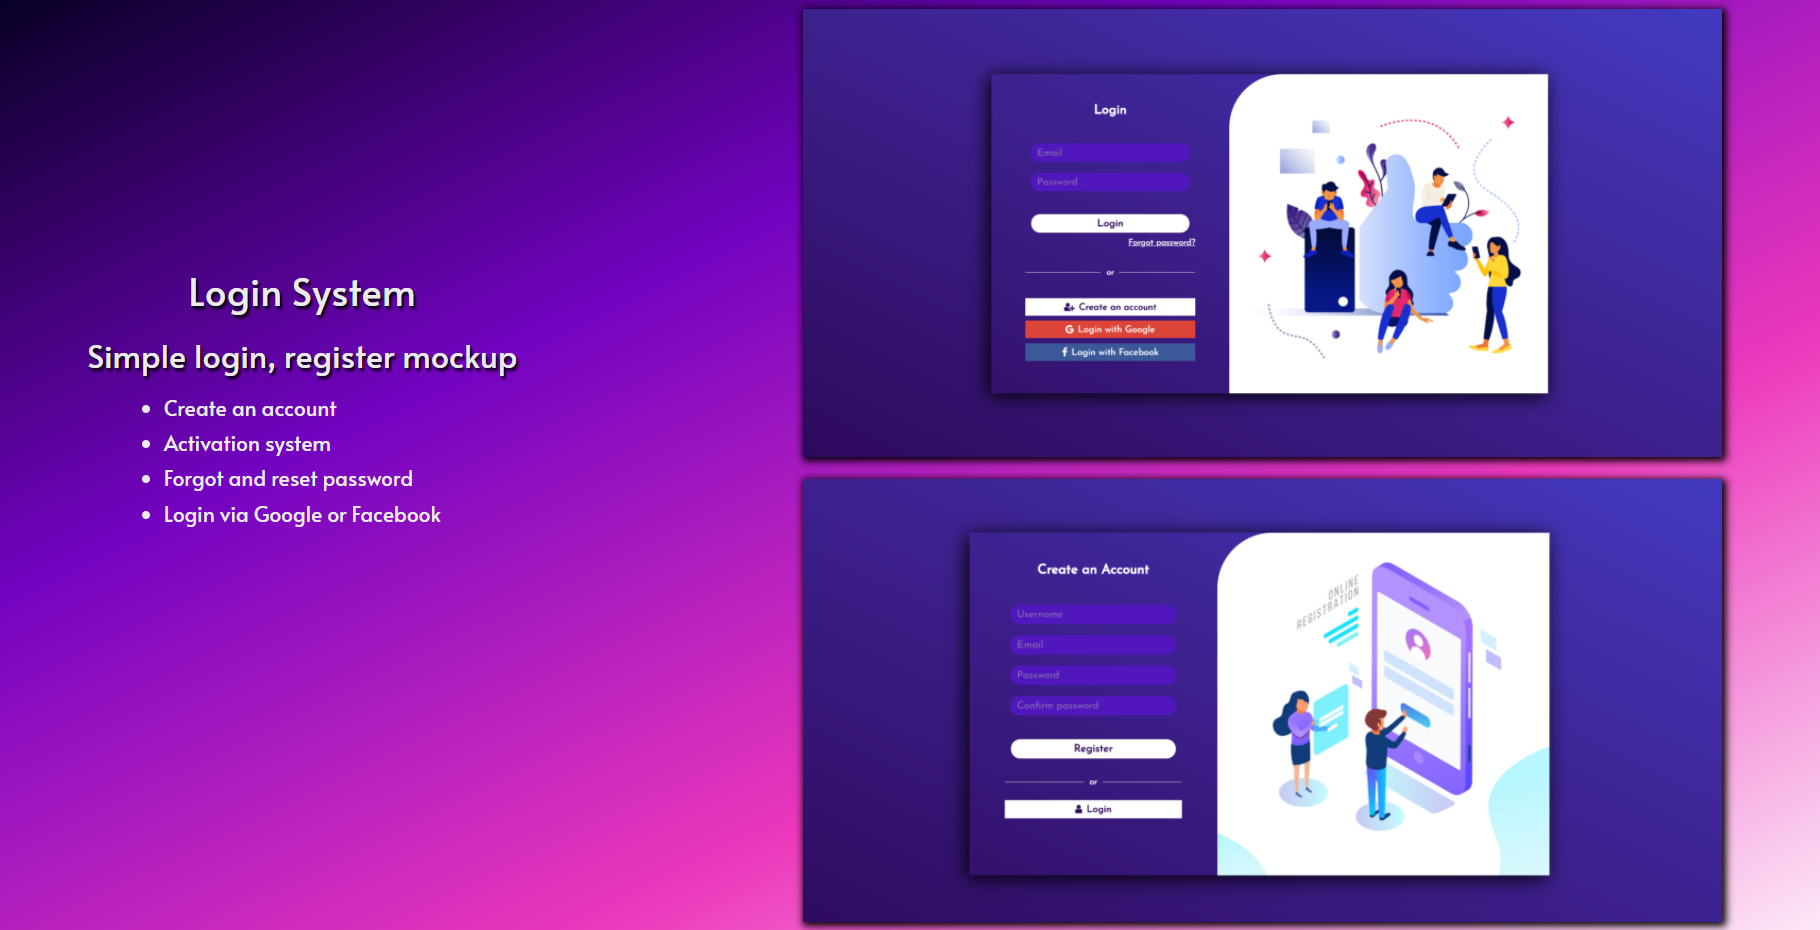 Login System
Simple login, register mockup
Create an account
Activation system
Forgot and reset password
Login via Google or Facebook
Login
Email
Password
Login
Forgot password?
or
Create an account
G Login with Google
f Login with Facebook
Create an Account
Username
Email
Password
Confirm password
Register
or
Login
ONLINE
REGISTRATION